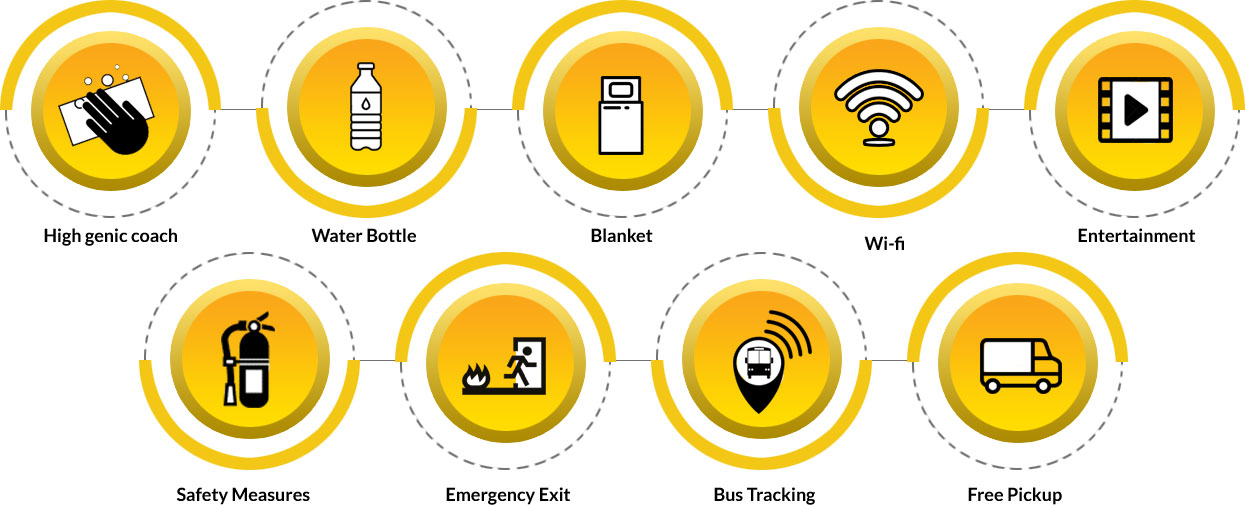 High genic coach
Water Bottle
Blanket
Wi-fi
Entertainment
Safety Measures
Emergency Exit
Bus Tracking
Free Pickup